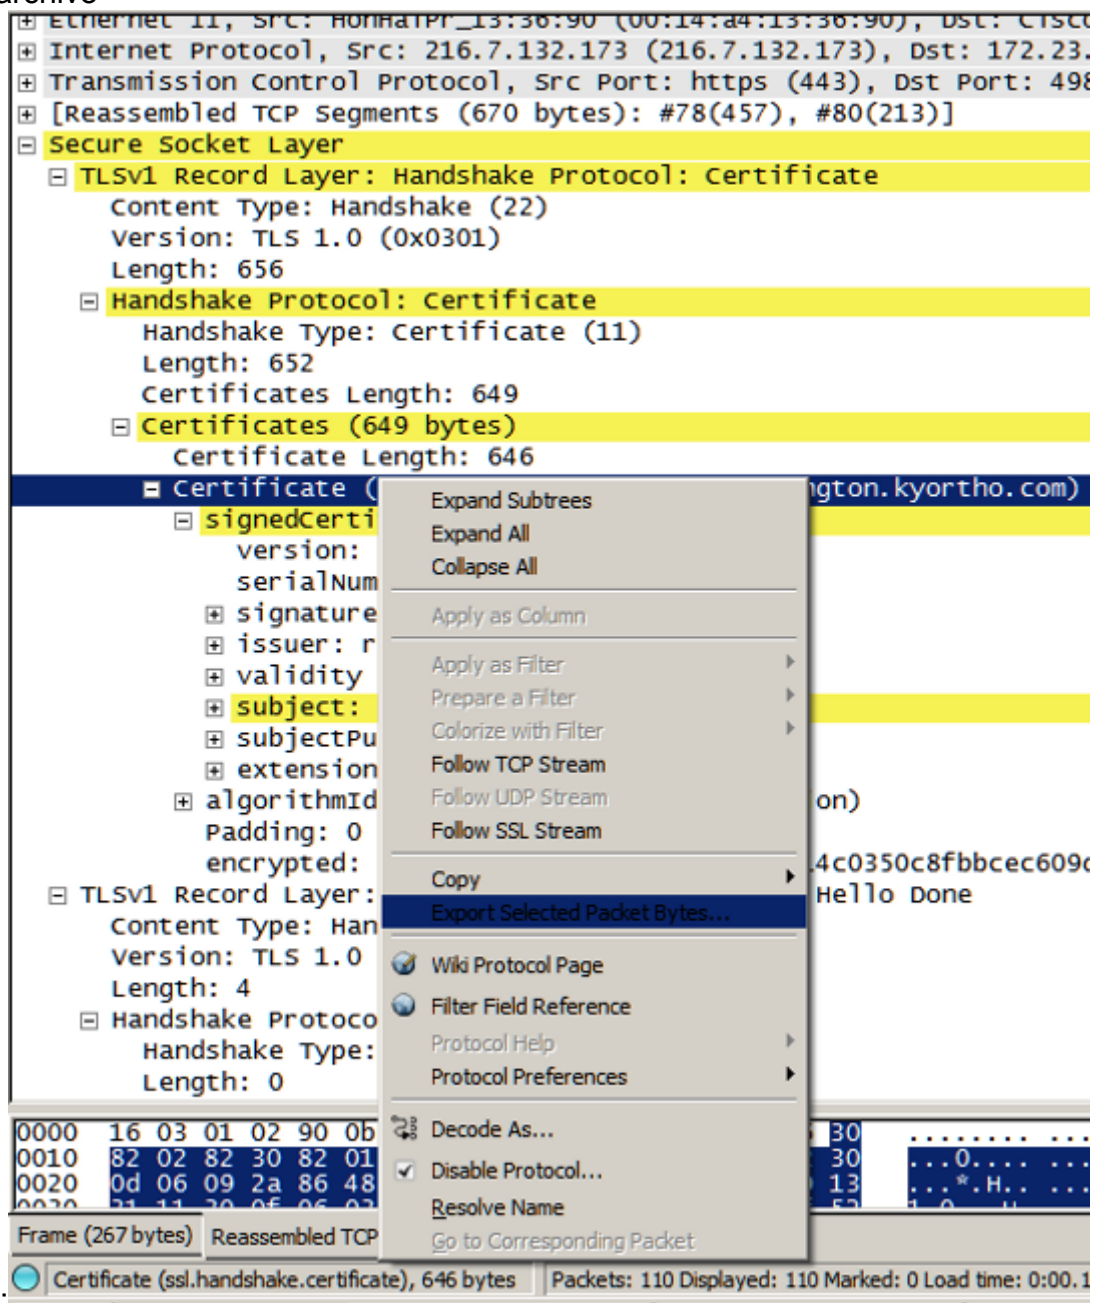 archivo
Ethernet II, Src: HonHaiPr_13:36:90 (00:14:a4:13:36:90), Dst: Cisco
Internet Protocol, Src: 216.7.132.173 (216.7.132.173), Dst: 172.23.
Transmission Control Protocol, Src Port: https (443), Dst Port: 498
[Reassembled TCP Segments (670 bytes): #78(457), #80(213)]
Secure Socket Layer
TLSv1 Record Layer: Handshake Protocol: Certificate
Content Type: Handshake (22)
Version: TLS 1.0 (0x0301)
Length: 656
Handshake Protocol: Certificate
Handshake Type: Certificate (11)
Length: 652
Certificates Length: 649
Certificates (649 bytes)
Certificate Length: 646
Certificate (
ngton.kyortho.com)
signedCerti
version:
serialNum
signature
issuer: r
validity
subject:
subjectPu
extension
algorithmId
on)
Padding: 0
encrypted:
4c0350c8fbbcec609
TLSv1 Record Layer:
Hello Done
Content Type: Han
Version: TLS 1.0
Length: 4
Handshake Protoco
Handshake Type:
Length: 0
Expand Subtrees
Expand All
Collapse All
Apply as Column
Apply as Filter
Prepare a Filter
Colorize with Filter
Follow TCP Stream
Follow UDP Stream
Follow SSL Stream
Copy
Export Selected Packet Bytes...
Wiki Protocol Page
Filter Field Reference
Protocol Help
Protocol Preferences
Decode As...
Disable Protocol...
Resolve Name
Go to Corresponding Packet
0000 16 03 01 02 90 0b 30 ........ ...
0010 82 02 82 30 82 01 30 ...0.... ...
0020 0d 06 09 2a 86 48 13 ...*.H.. ...
Frame (267 bytes) Reassembled TCP
Certificate (ssl.handshake.certificate), 646 bytes Packets: 110 Displayed: 110 Marked: 0 Load time: 0:00.1